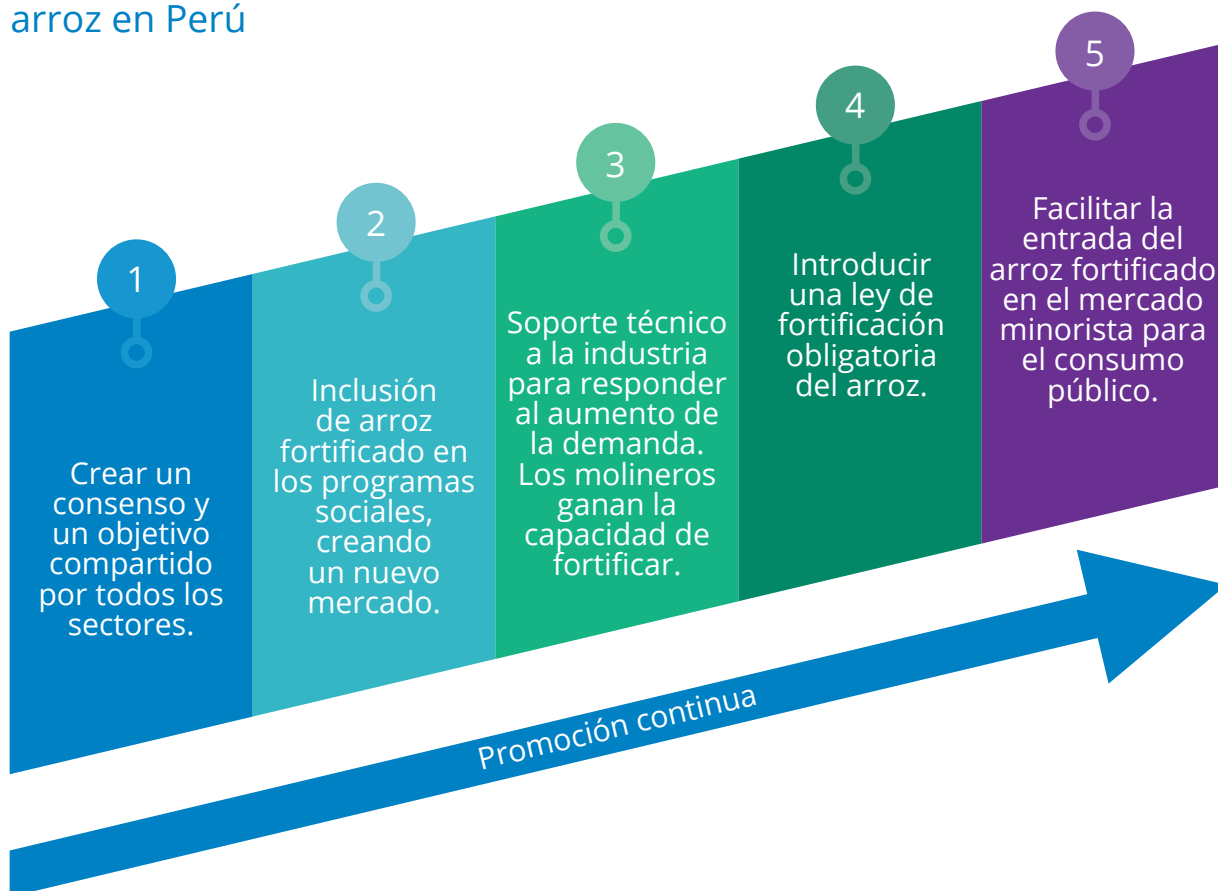 arroz en Perú
1
Crear un
consenso y
un objetivo
compartido
por todos los
sectores.
2
Inclusión
de arroz
fortificado en
los programas
sociales,
creando
un nuevo
mercado.
3
Soporte técnico
a la industria
para responder
al aumento de
la demanda.
Los molineros
ganan la
capacidad de
fortificar.
4
Introducir
una ley de
fortificación
obligatoria
del arroz.
5
Facilitar la
entrada del
arroz fortificado
en el mercado
minorista para
el consumo
público.
Promoción continua